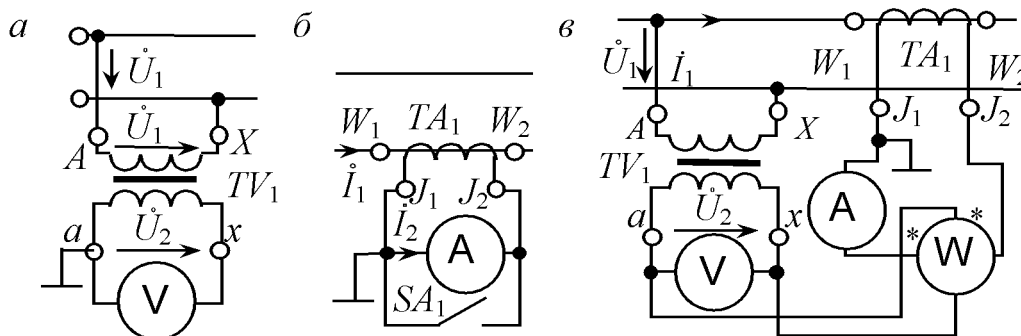 а
Ů₁
Ů₁
A
X
TV₁
a
Ů₂
x
V
б
W₁
TA₁
W₂
I̊₁
J₁
J₂
İ₂
A
SA₁
в
Ů₁
İ₁
W₁
TA₁
W₂
A
X
J₁
J₂
TV₁
a
Ů₂
x
V
A
*
*
W